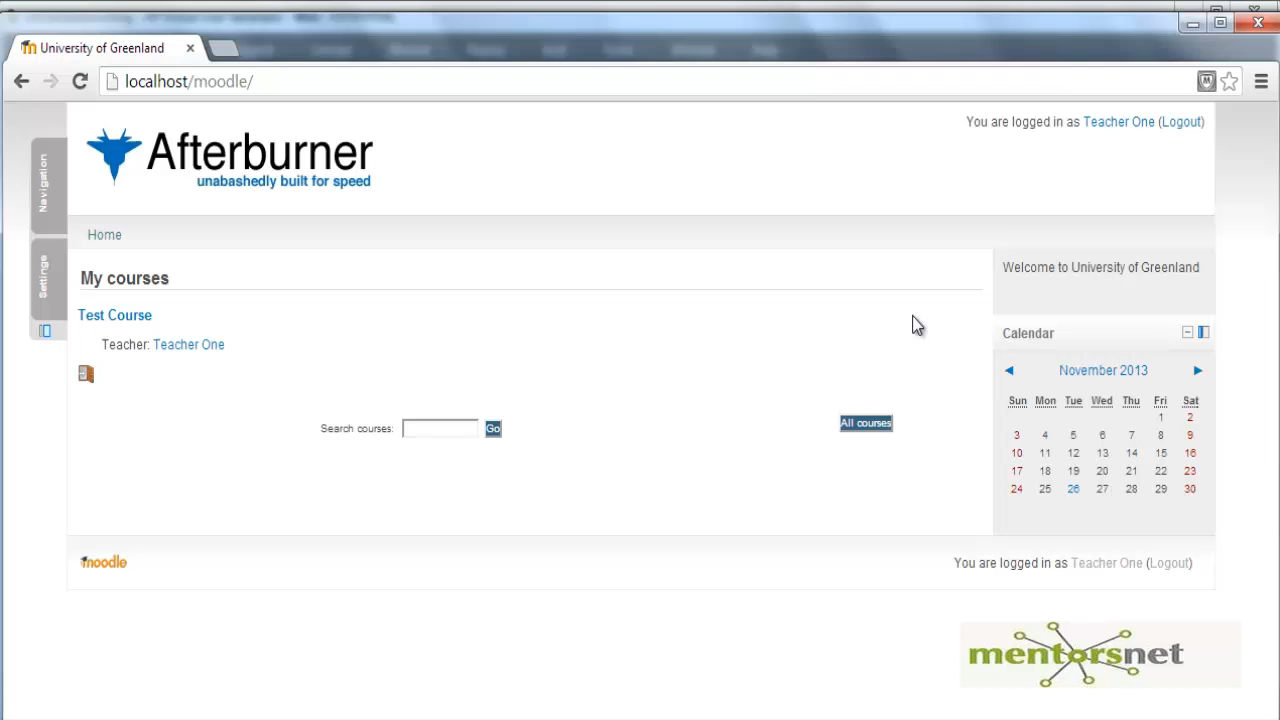 University of Greenland
localhost/moodle/
You are logged in as Teacher One (Logout)
Afterburner
unabashedly built for speed
Navigation
Settings
Home
My courses
Test Course
Teacher: Teacher One
Search courses: Go
All courses
Welcome to University of Greenland
Calendar
November 2013
Sun Mon Tue Wed Thu Fri Sat
1 2
3 4 5 6 7 8 9
10 11 12 13 14 15 16
17 18 19 20 21 22 23
24 25 26 27 28 29 30
moodle
You are logged in as Teacher One (Logout)
mentorsnet